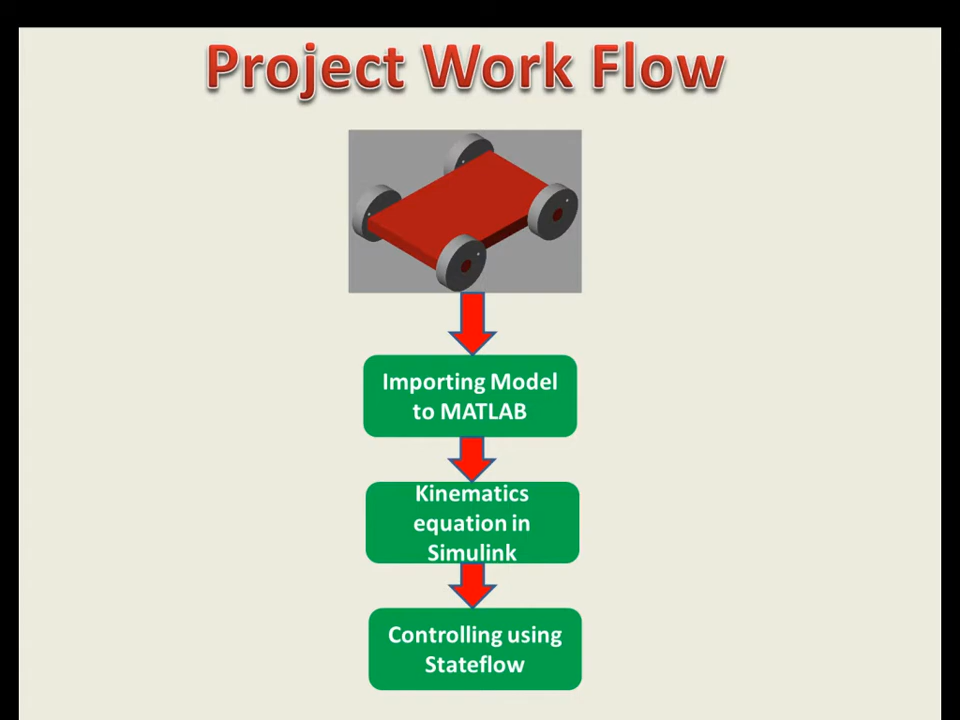 Project Work Flow
Importing Model
to MATLAB
Kinematics
equation in
Simulink
Controlling using
Stateflow